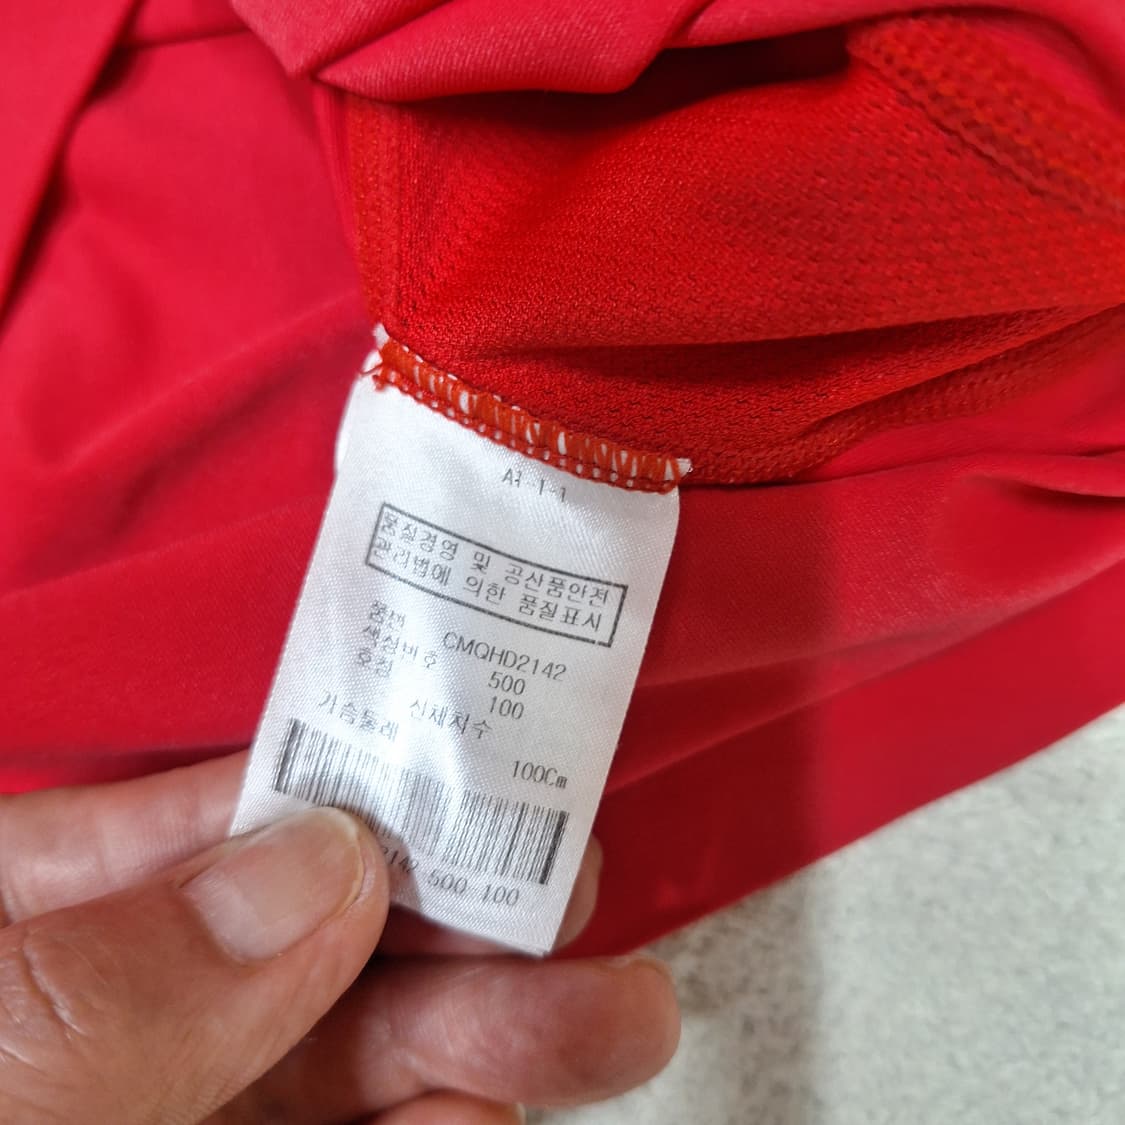 서 1-1
품질경영 및 공산품안전
관리법에 의한 품질표시
품번 CMQHD2142
색상번호 500
호칭 100
신체치수
가슴둘레 100Cm
2142 500 100